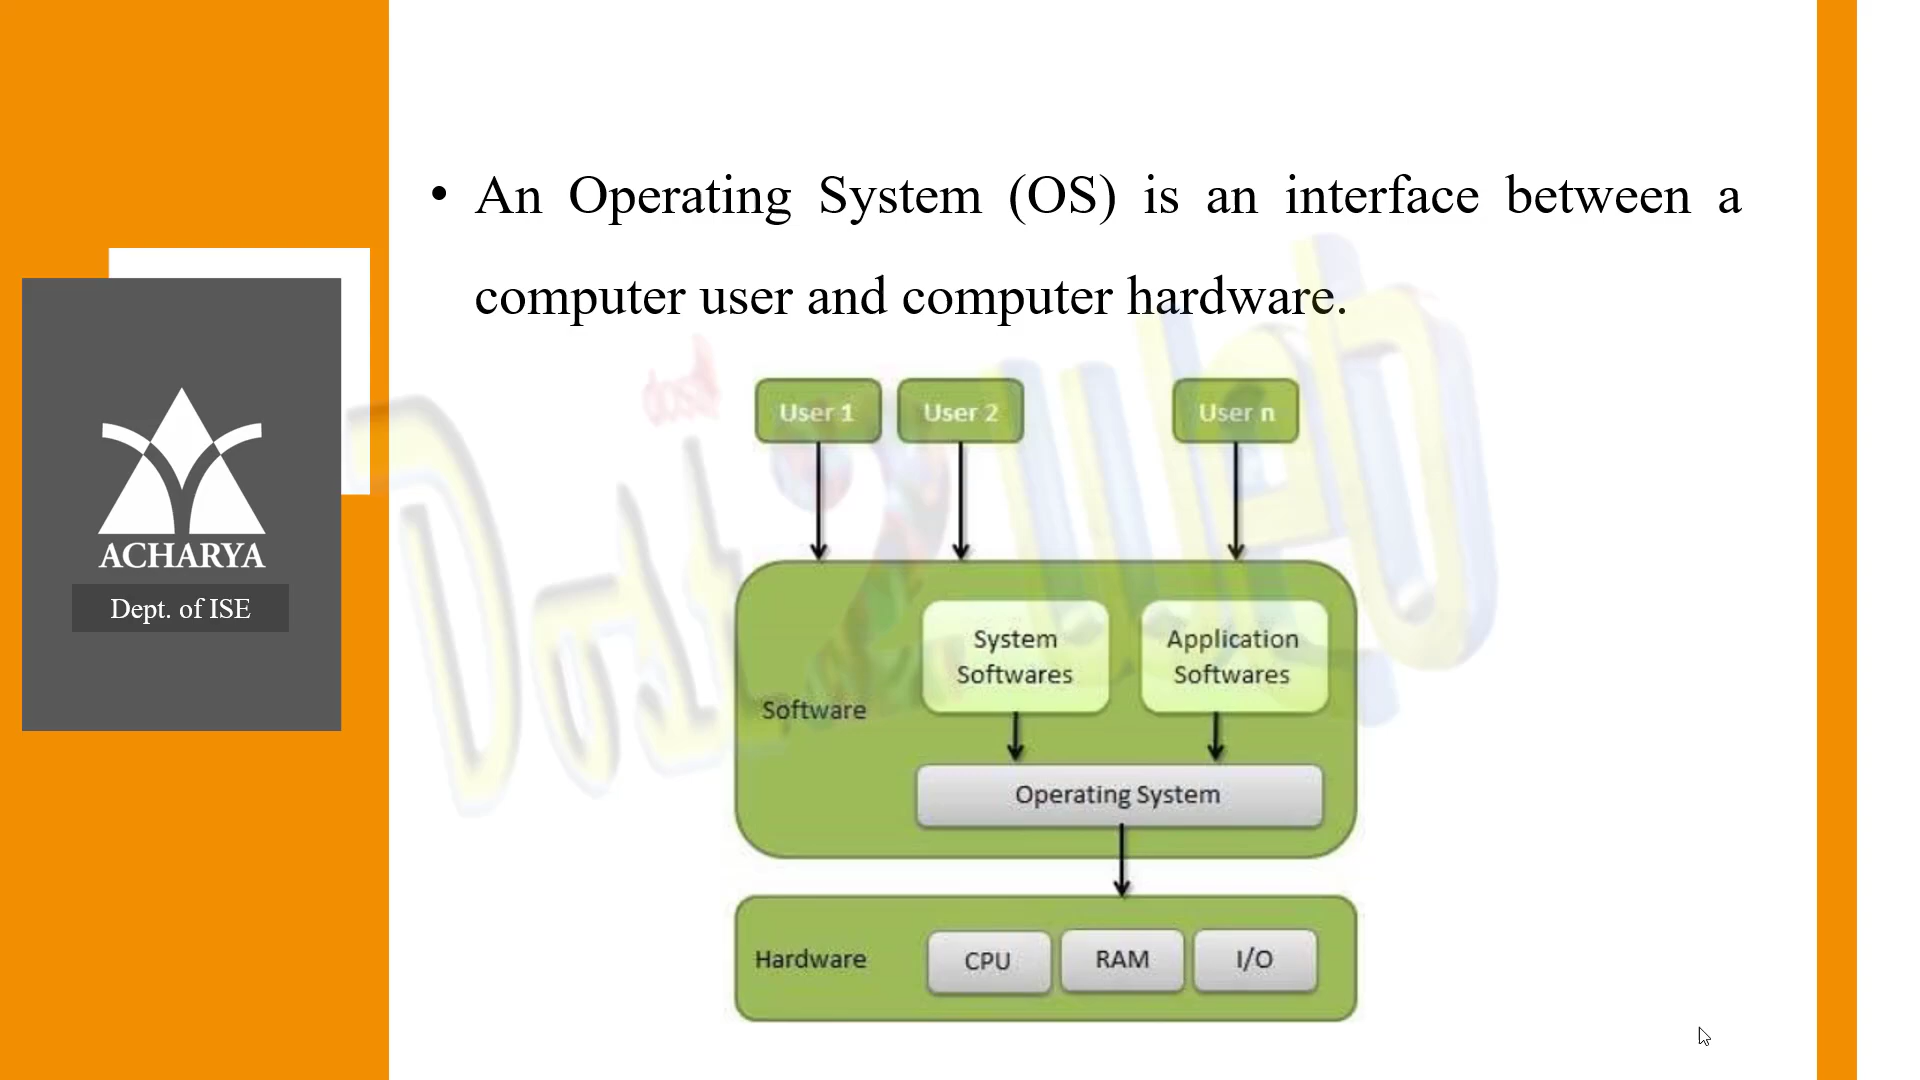 • An Operating System (OS) is an interface between a
computer user and computer hardware.
ACHARYA
Dept. of ISE
User 1
User 2
User n
System
Softwares
Application
Softwares
Software
Operating System
Hardware
CPU
RAM
I/O